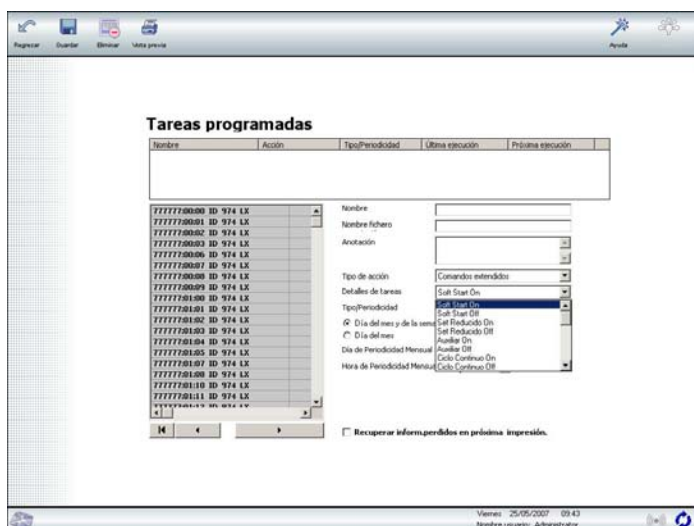 Regresar Guardar Eliminar Vista previa Ayuda
Tareas programadas
Nombre Acción Tipo/Periodicidad Última ejecución Próxima ejecución
777777:00:00 ID 974 LX
777777:00:01 ID 974 LX
777777:00:02 ID 974 LX
777777:00:03 ID 974 LX
777777:00:06 ID 974 LX
777777:00:07 ID 974 LX
777777:00:08 ID 974 LX
777777:00:09 ID 974 LX
777777:01:00 ID 974 LX
777777:01:01 ID 974 LX
777777:01:02 ID 974 LX
777777:01:03 ID 974 LX
777777:01:04 ID 974 LX
777777:01:05 ID 974 LX
777777:01:07 ID 974 LX
777777:01:08 ID 974 LX
777777:01:10 ID 974 LX
777777:01:11 ID 974 LX
777777:01:12 ID 974 LX
Nombre
Nombre fichero
Anotación
Tipo de acción Comandos extendidos
Detalles de tareas Soft Start On
Tipo/Periodicidad
Soft Start On
Soft Start Off
Set Reducido On
Set Reducido Off
Auxiliar On
Auxiliar Off
Ciclo Continuo On
Ciclo Continuo Off
Día del mes y de la sema
Día del mes
Día de Periodicidad Mensual
Hora de Periodicidad Mensua
Recuperar inform.perdidos en próxima impresión.
Viernes 25/05/2007 09:43
Nombre usuario: Administrator